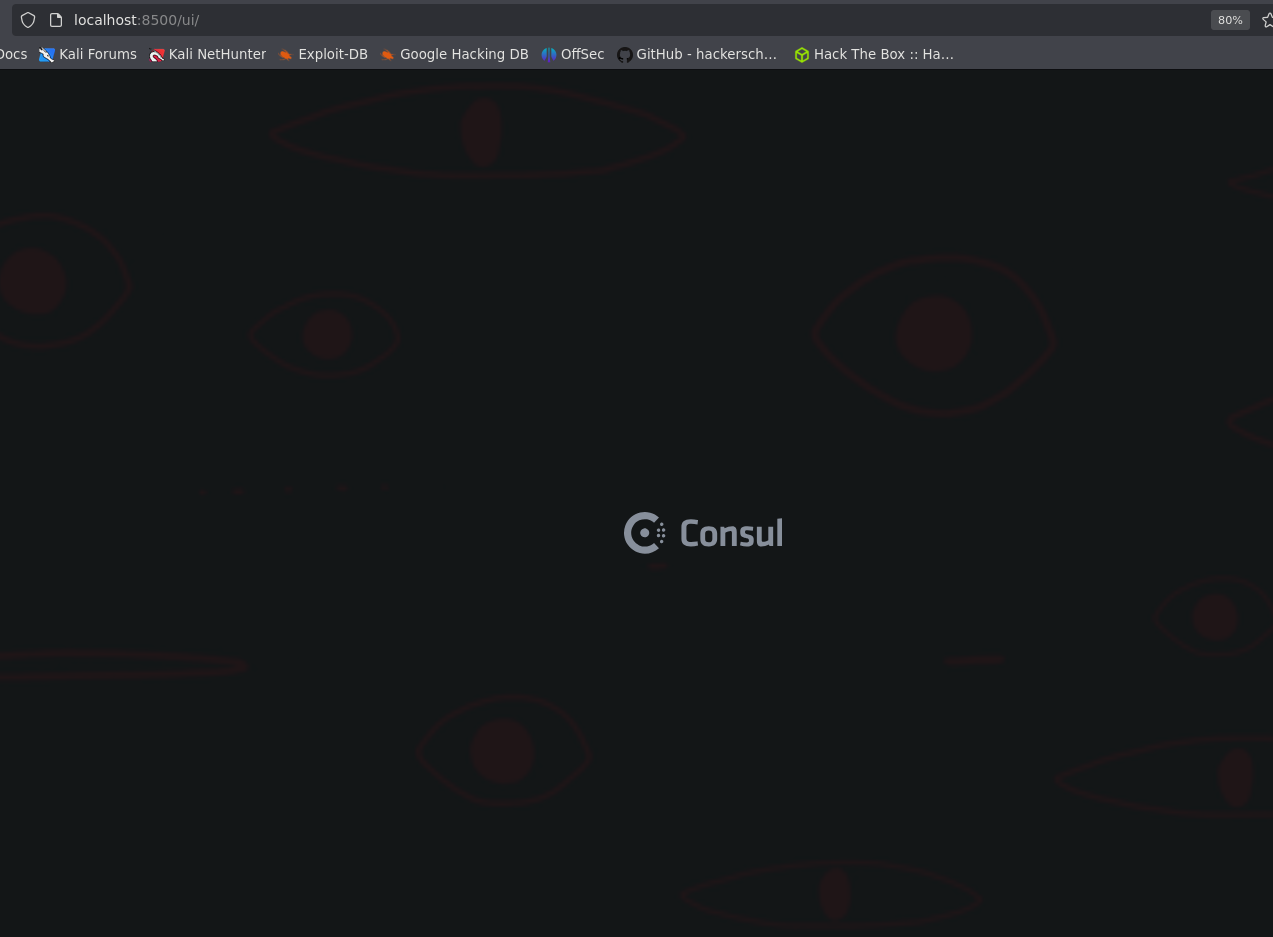 localhost:8500/ui/
80%
Docs Kali Forums Kali NetHunter Exploit-DB Google Hacking DB OffSec GitHub - hackersch… Hack The Box :: Ha…
Consul